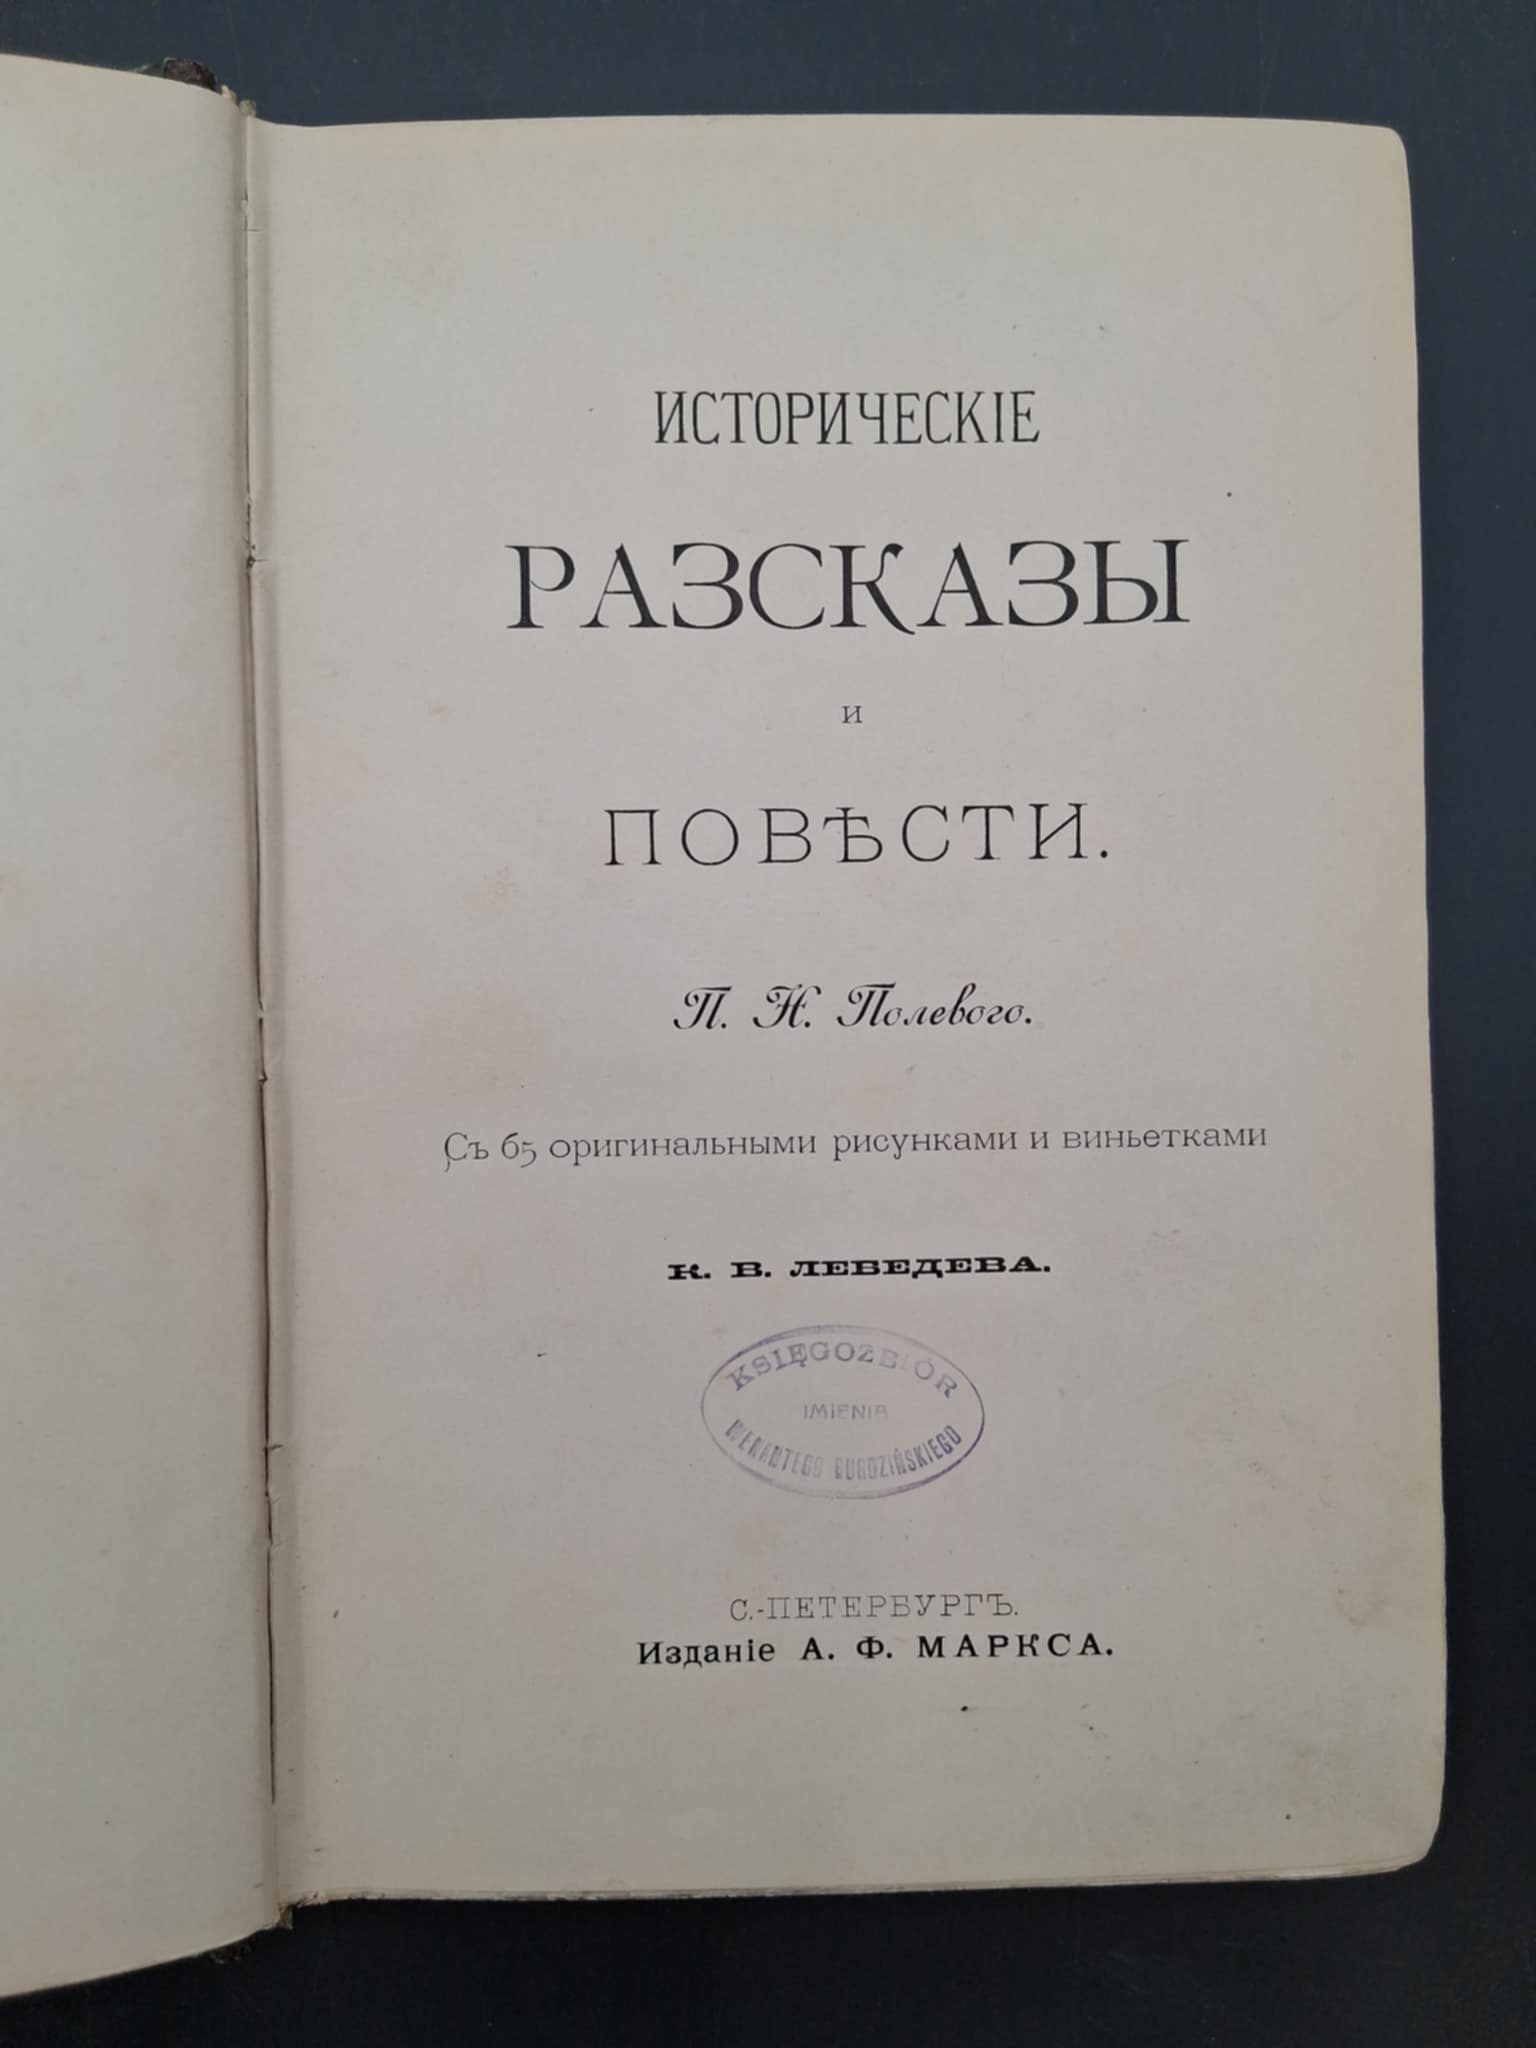 ИСТОРИЧЕСКІЕ
РАЗСКАЗЫ
и
ПОВѢСТИ.
П. Н. Полевого.
Съ 65 оригинальными рисунками и виньетками
К. В. ЛЕБЕДЕВА.
KSIĘGOZBIÓR
IMIENIA
С.-ПЕТЕРБУРГЪ.
Изданіе А. Ф. МАРКСА.